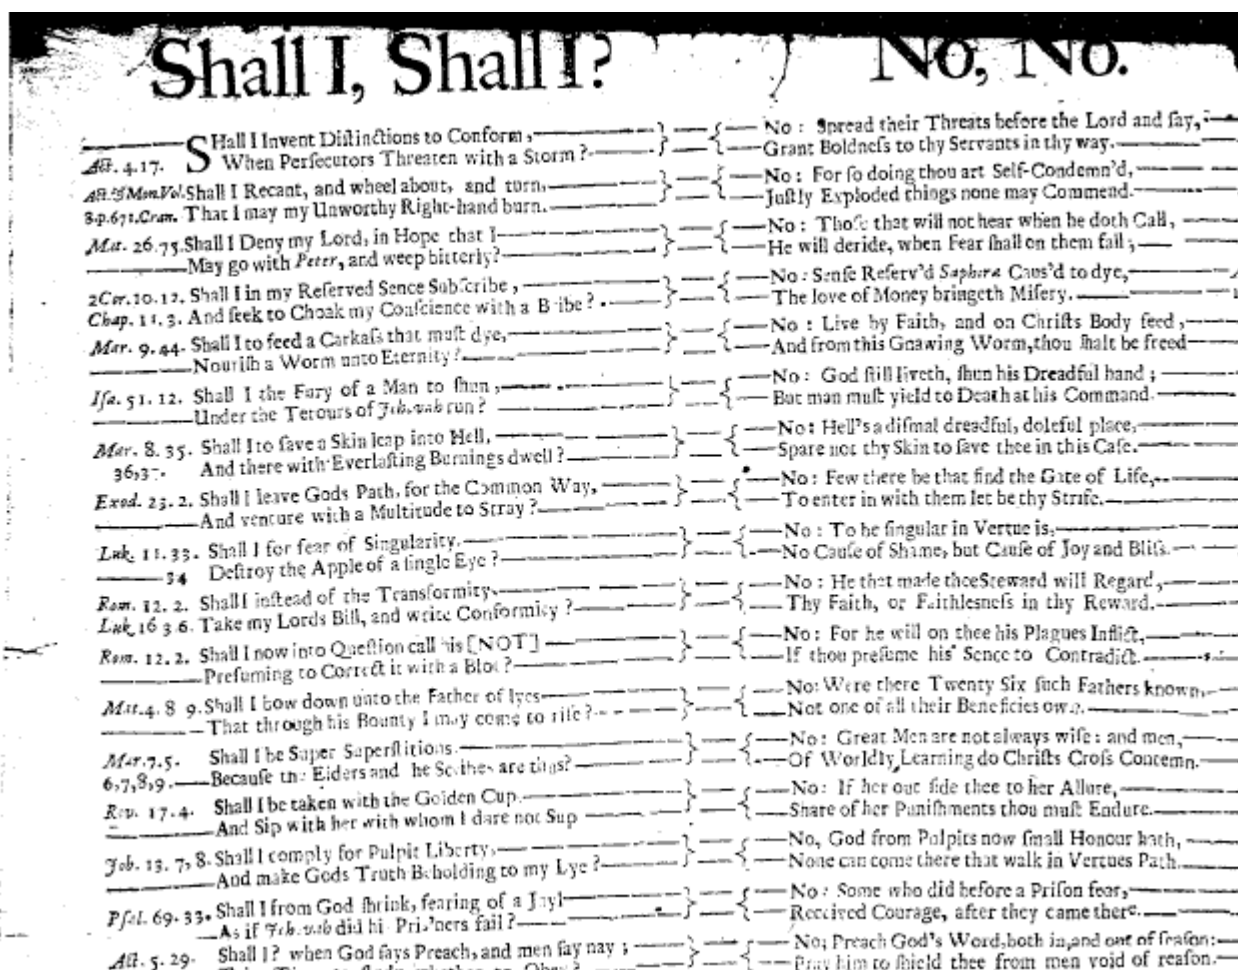 Shall I, Shall I? No, No.
SHall I Invent Distinctions to Conform, No: Spread their Threats before the Lord and say,
Act. 4.17. When Persecutors Threaten with a Storm? Grant Boldness to thy Servants in thy way.
Act. & Mon. Vol. Shall I Recant, and wheel about, and turn, No: For so doing thou art Self-Condemn'd,
3.p.671. Cran. That I may my Unworthy Right-hand burn. Justly Exploded things none may Commend.
Mat. 26.75. Shall I Deny my Lord, in Hope that I No: Those that will not hear when he doth Call,
May go with Peter, and weep bitterly? He will deride, when Fear shall on them fall;
2 Cor. 10.12. Shall I in my Reserved Sence Subscribe, No: Sense Reserv'd Saphira Caus'd to dye,
Chap. 11.3. And seek to Choak my Conscience with a Bribe? The love of Money bringeth Misery.
Mar. 9.44. Shall I to feed a Carkass that must dye, No: Live by Faith, and on Christs Body feed,
Nourish a Worm unto Eternity? And from this Gnawing Worm, thou shalt be freed
Isa. 51.12. Shall I the Fury of a Man to shun, No: God still liveth, shun his Dreadful hand;
Under the Terours of Jehovah run? But man must yield to Death at his Command.
Mar. 8.35. Shall I to save a Skin leap into Hell, No: Hell's a dismal dreadful, doleful place,
36,37. And there with Everlasting Burnings dwell? Spare not thy Skin to save thee in this Case.
Exod. 23.2. Shall I leave Gods Path, for the Common Way, No: Few there be that find the Gate of Life,
And venture with a Multitude to Stray? To enter in with them let be thy Strife.
Luk. 11.33. Shall I for fear of Singularity, No: To be singular in Vertue is,
34 Destroy the Apple of a single Eye? No Cause of Shame, but Cause of Joy and Bliss.
Rom. 12.2. Shall I instead of the Transformity, No: He that made thee Steward will Regard,
Luk. 16 3.6. Take my Lords Bill, and write Conformity? Thy Faith, or Faithlesness in thy Reward.
Rom. 12.2. Shall I now into Question call his [NOT] No: For he will on thee his Plagues Inflict,
Presuming to Correct it with a Blot? If thou presume his Sence to Contradict.
Mat. 4. 8 9. Shall I bow down unto the Father of lyes No: Were there Twenty Six such Fathers known,
That through his Bounty I may come to rise? Not one of all their Beneficies own.
Mar. 7.5. Shall I be Super Superstitions. No: Great Men are not always wise: and men,
6,7,8,9. Because the Elders and the Scribes are thus? Of Worldly Learning do Christs Cross Contemn.
Rev. 17.4. Shall I be taken with the Golden Cup. No: If her out side thee to her Allure,
And Sip with her with whom I dare not Sup Share of her Punishments thou must Endure.
Job. 13. 7, 8. Shall I comply for Pulpit Liberty, No, God from Pulpits now small Honour hath,
And make Gods Truth Beholding to my Lye? None can come there that walk in Vertues Path.
Psal. 69.33. Shall I from God shrink, fearing of a Jayl No: Some who did before a Prison fear,
As if Jehovah did his Pris'ners fail? Received Courage, after they came there.
Act. 5.29. Shall I? when God says Preach, and men say nay; No; Preach God's Word, both in, and out of season:
Pray him to shield thee from men void of reason.